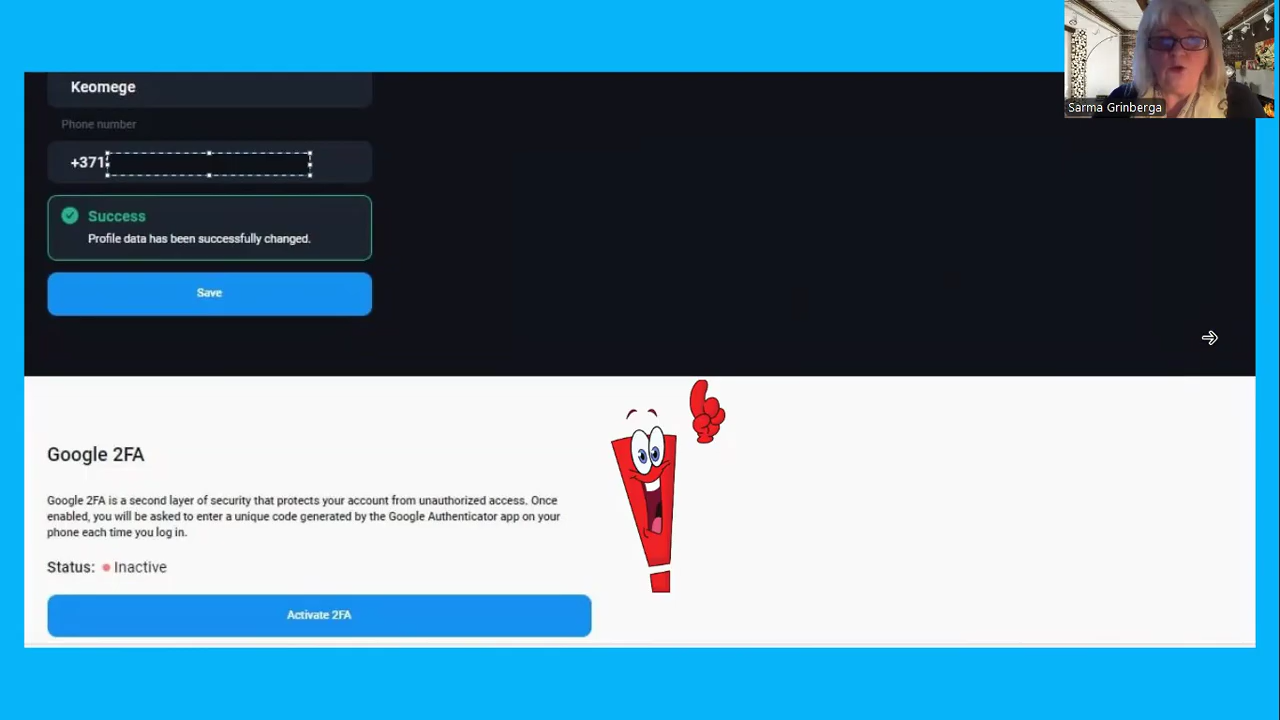 Sarma Grinberga
Keomege
Phone number
+371
Success
Profile data has been successfully changed.
Save
Google 2FA
Google 2FA is a second layer of security that protects your account from unauthorized access. Once
enabled, you will be asked to enter a unique code generated by the Google Authenticator app on your
phone each time you log in.
Status: Inactive
Activate 2FA